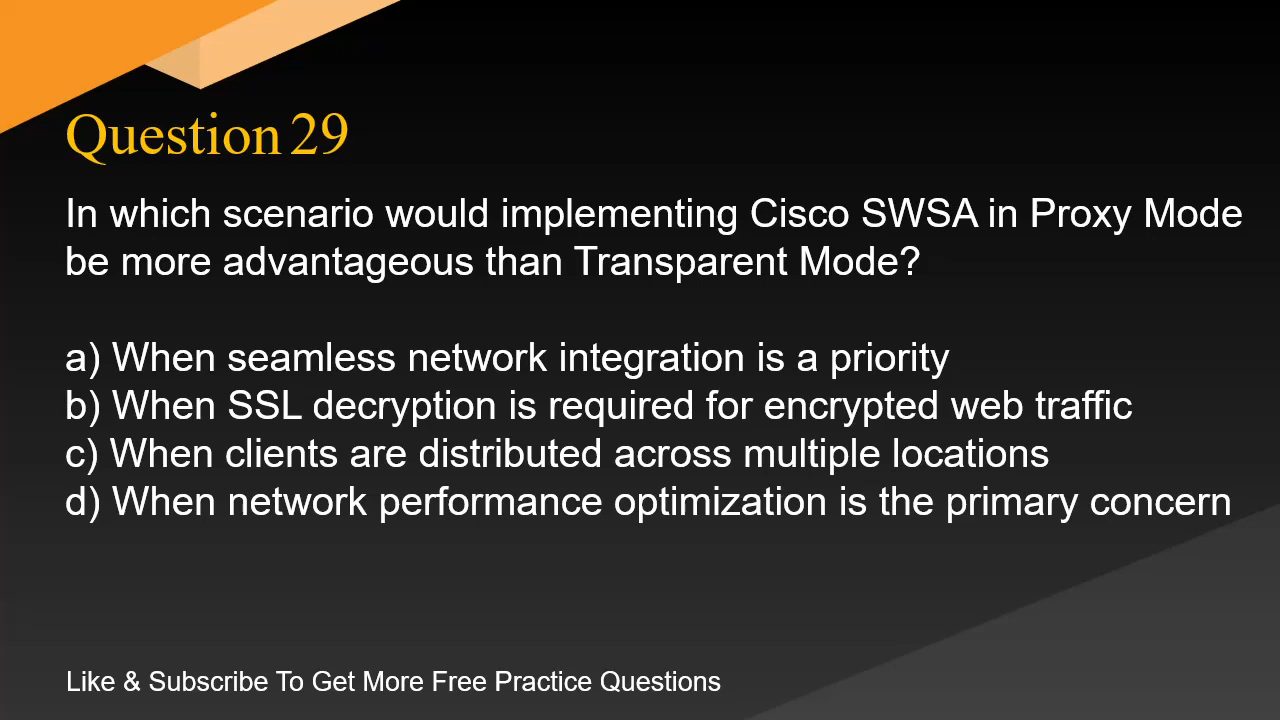 Question 29
In which scenario would implementing Cisco SWSA in Proxy Mode
be more advantageous than Transparent Mode?
a) When seamless network integration is a priority
b) When SSL decryption is required for encrypted web traffic
c) When clients are distributed across multiple locations
d) When network performance optimization is the primary concern
Like & Subscribe To Get More Free Practice Questions